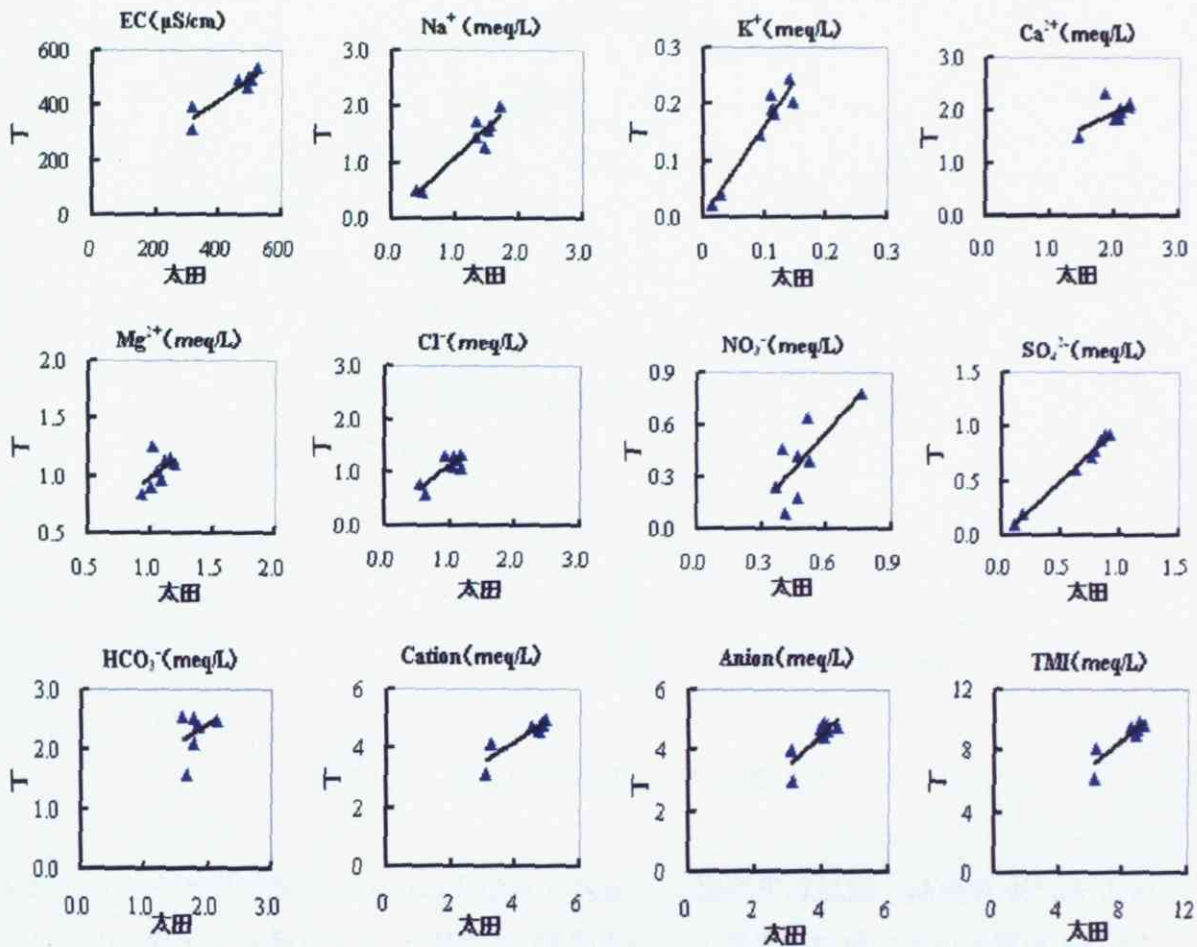 EC(μS/cm)
600
400
200
0
T
0 200 400 600
太田
Na⁺ (meq/L)
3.0
2.0
1.0
0.0
T
0.0 1.0 2.0 3.0
太田
K⁺(meq/L)
0.3
0.2
0.1
0.0
T
0 0.1 0.2 0.3
太田
Ca²⁺(meq/L)
3.0
2.0
1.0
0.0
T
0.0 1.0 2.0 3.0
太田
Mg²⁺(meq/L)
2.0
1.5
1.0
0.5
T
0.5 1.0 1.5 2.0
太田
Cl⁻(meq/L)
3.0
2.0
1.0
0.0
T
0.0 1.0 2.0 3.0
太田
NO₃⁻(meq/L)
0.9
0.6
0.3
0.0
T
0.0 0.3 0.6 0.9
太田
SO₄²⁻(meq/L)
1.5
1.0
0.5
0.0
T
0.0 0.5 1.0 1.5
太田
HCO₃⁻(meq/L)
3.0
2.0
1.0
0.0
T
0.0 1.0 2.0 3.0
太田
Cation(meq/L)
6
4
2
0
T
0 2 4 6
太田
Anion(meq/L)
6
4
2
0
T
0 2 4 6
太田
TMI(meq/L)
12
8
4
0
T
0 4 8 12
太田